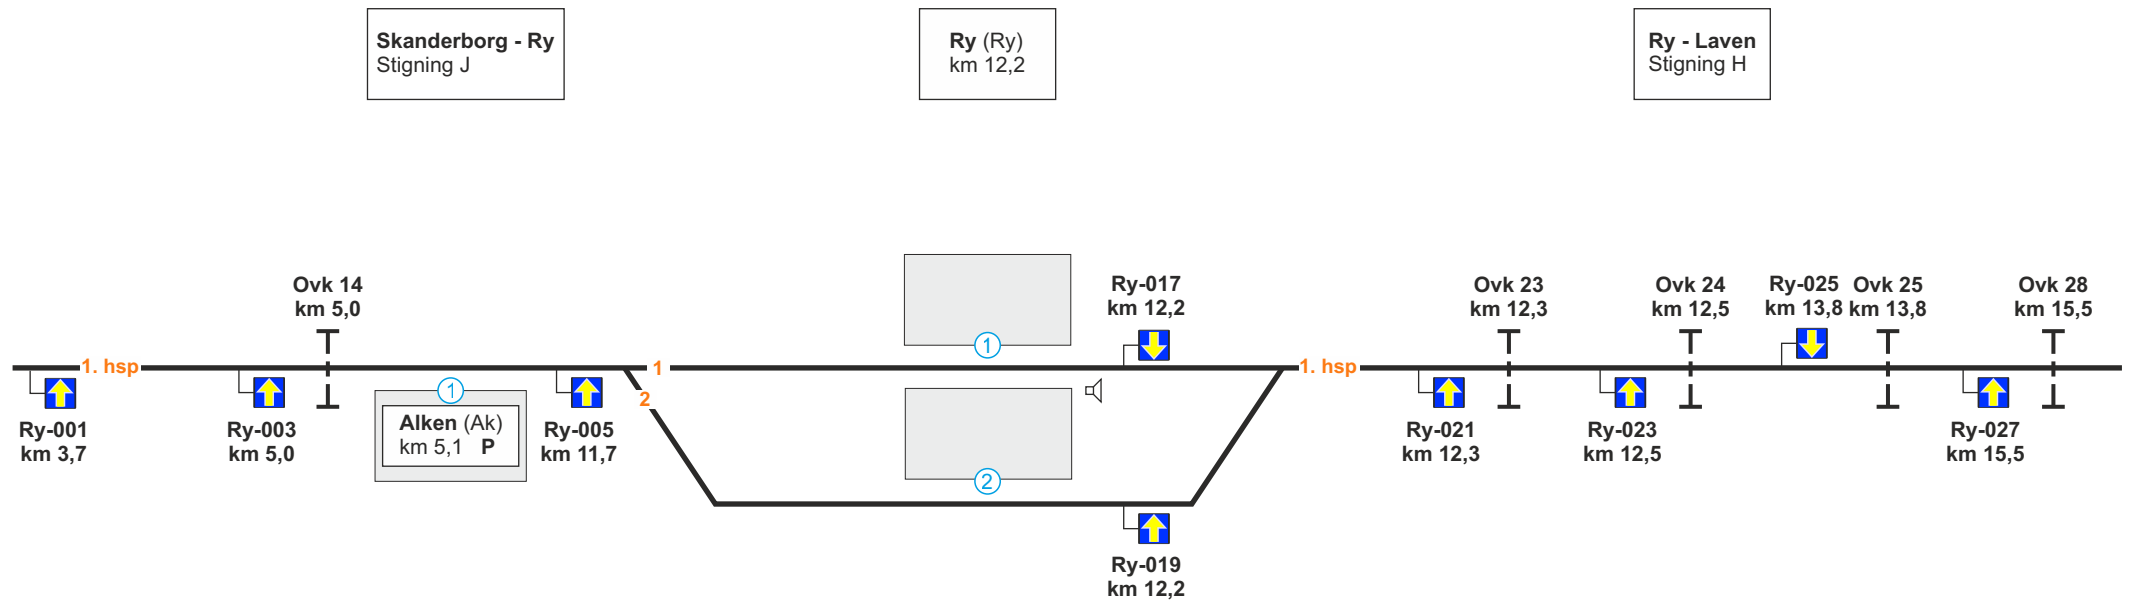 Skanderborg - Ry
Stigning J
Ry (Ry)
km 12,2
Ry - Laven
Stigning H
Ovk 14
km 5,0
Ry-017
km 12,2
Ovk 23
km 12,3
Ovk 24
km 12,5
Ry-025
km 13,8
Ovk 25
km 13,8
Ovk 28
km 15,5
1. hsp
1
2
1
1
1. hsp
Ry-001
km 3,7
Ry-003
km 5,0
1
Alken (Ak)
km 5,1 P
Ry-005
km 11,7
2
Ry-021
km 12,3
Ry-023
km 12,5
Ry-027
km 15,5
Ry-019
km 12,2